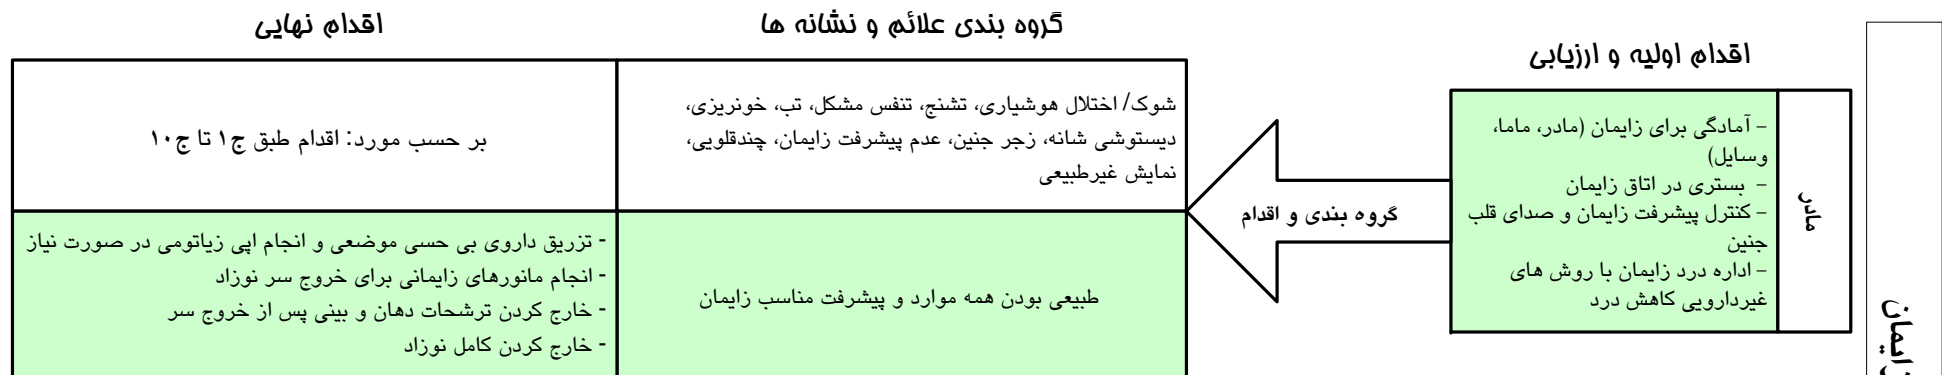 زایمان
مادر
اقدام اولیه و ارزیابی
- آمادگی برای زایمان (مادر، ماما،
وسایل)
- بستری در اتاق زایمان
- کنترل پیشرفت زایمان و صدای قلب
جنین
- اداره درد زایمان با روش های
غیردارویی کاهش درد
گروه بندی و اقدام
گروه بندی علائم و نشانه ها
شوک/ اختلال هوشیاری، تشنج، تنفس مشکل، تب، خونریزی،
دیستوشی شانه، زجر جنین، عدم پیشرفت زایمان، چندقلویی،
نمایش غیرطبیعی
طبیعی بودن همه موارد و پیشرفت مناسب زایمان
اقدام نهایی
بر حسب مورد: اقدام طبق ج۱ تا ج۱۰
- تزریق داروی بی حسی موضعی و انجام اپی زیاتومی در صورت نیاز
- انجام مانورهای زایمانی برای خروج سر نوزاد
- خارج کردن ترشحات دهان و بینی پس از خروج سر
- خارج کردن کامل نوزاد